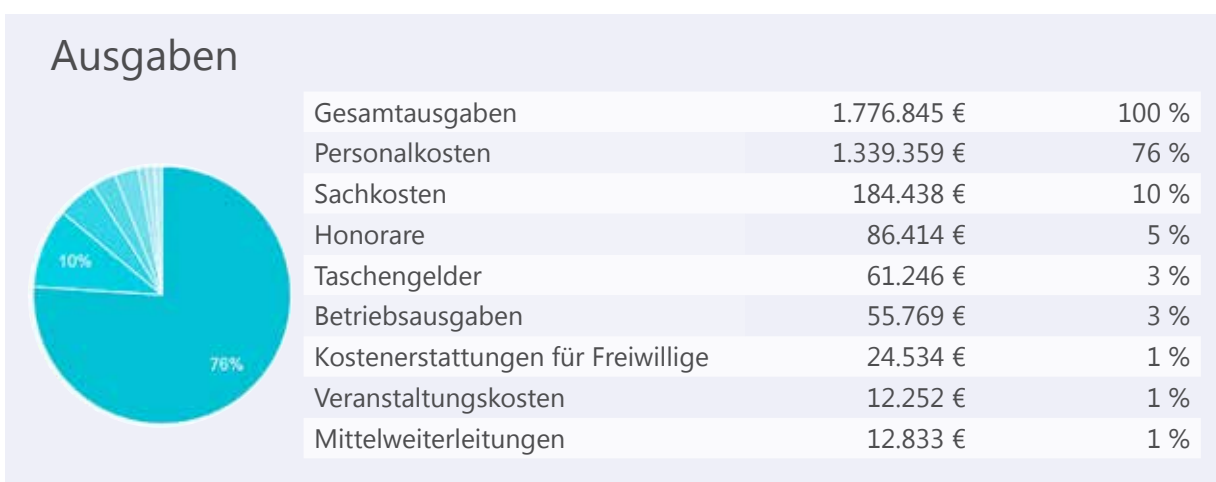 Ausgaben
Gesamtausgaben 1.776.845 € 100 %
Personalkosten 1.339.359 € 76 %
Sachkosten 184.438 € 10 %
Honorare 86.414 € 5 %
Taschengelder 61.246 € 3 %
Betriebsausgaben 55.769 € 3 %
Kostenerstattungen für Freiwillige 24.534 € 1 %
Veranstaltungskosten 12.252 € 1 %
Mittelweiterleitungen 12.833 € 1 %
10%
76%